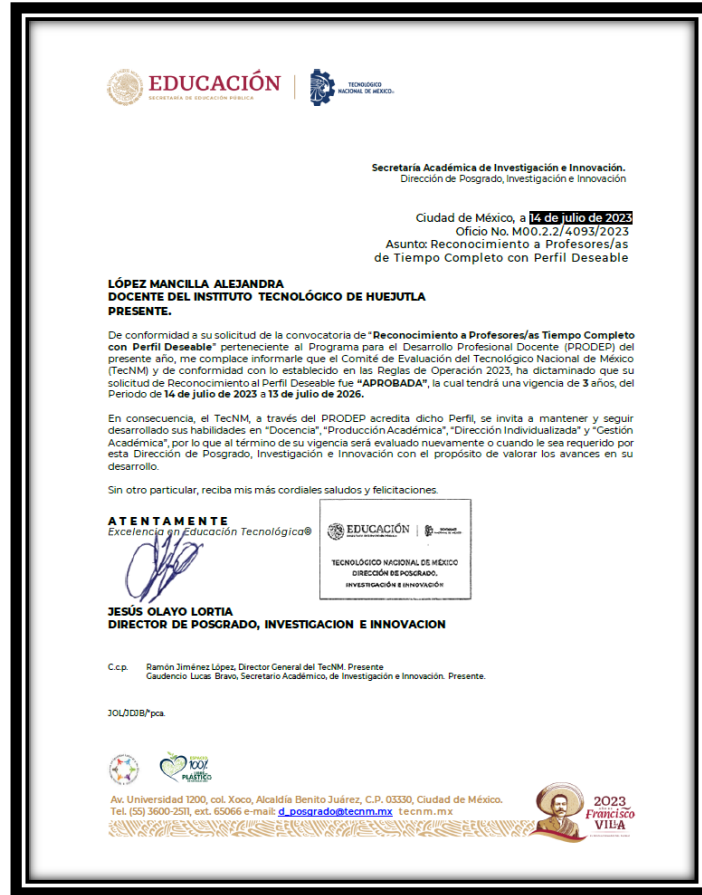 EDUCACIÓN
SECRETARÍA DE EDUCACIÓN PÚBLICA
TECNOLÓGICO
NACIONAL DE MÉXICO®
Secretaría Académica de Investigación e Innovación.
Dirección de Posgrado, Investigación e Innovación
Ciudad de México, a 14 de julio de 2023
Oficio No. M00.2.2/4093/2023
Asunto: Reconocimiento a Profesores/as
de Tiempo Completo con Perfil Deseable
LÓPEZ MANCILLA ALEJANDRA
DOCENTE DEL INSTITUTO TECNOLÓGICO DE HUEJUTLA
PRESENTE.
De conformidad a su solicitud de la convocatoria de "Reconocimiento a Profesores/as Tiempo Completo
con Perfil Deseable" perteneciente al Programa para el Desarrollo Profesional Docente (PRODEP) del
presente año, me complace informarle que el Comité de Evaluación del Tecnológico Nacional de México
(TecNM) y de conformidad con lo establecido en las Reglas de Operación 2023, ha dictaminado que su
solicitud de Reconocimiento al Perfil Deseable fue "APROBADA", la cual tendrá una vigencia de 3 años, del
Periodo de 14 de julio de 2023 a 13 de julio de 2026.
En consecuencia, el TecNM, a través del PRODEP acredita dicho Perfil, se invita a mantener y seguir
desarrollado sus habilidades en "Docencia", "Producción Académica", "Dirección Individualizada" y "Gestión
Académica", por lo que al término de su vigencia será evaluado nuevamente o cuando le sea requerido por
esta Dirección de Posgrado, Investigación e Innovación con el propósito de valorar los avances en su
desarrollo.
Sin otro particular, reciba mis más cordiales saludos y felicitaciones.
ATENTAMENTE
Excelencia en Educación Tecnológica®
EDUCACIÓN
TECNOLÓGICO NACIONAL DE MÉXICO
DIRECCIÓN DE POSGRADO,
INVESTIGACIÓN E INNOVACIÓN
JESÚS OLAYO LORTIA
DIRECTOR DE POSGRADO, INVESTIGACION E INNOVACION
C.c.p. Ramón Jiménez López, Director General del TecNM. Presente
Gaudencio Lucas Bravo, Secretario Académico, de Investigación e Innovación. Presente.
JOL/JDJB/*pca.
100%
PLÁSTICO
Av. Universidad 1200, col. Xoco, Alcaldía Benito Juárez, C.P. 03330, Ciudad de México.
Tel. (55) 3600-2511, ext. 65066 e-mail: d_posgrado@tecnm.mx tecnm.mx
2023
Francisco
VILLA